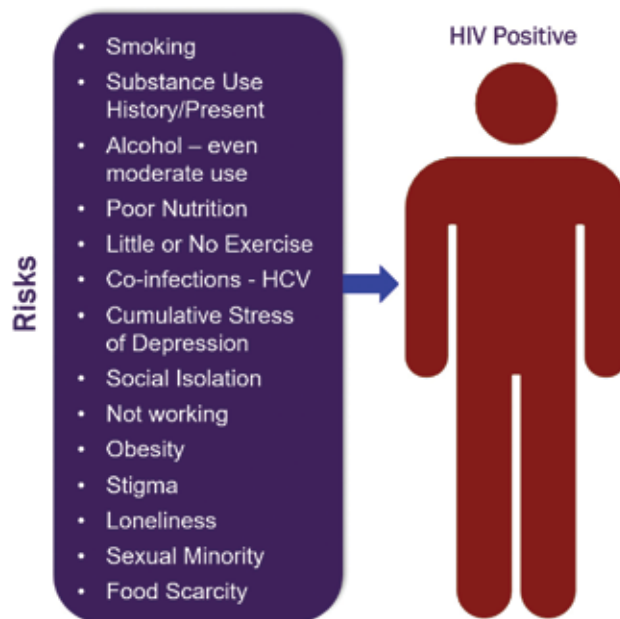 HIV Positive
Risks
• Smoking
• Substance Use
History/Present
• Alcohol – even
moderate use
• Poor Nutrition
• Little or No Exercise
• Co-infections - HCV
• Cumulative Stress
of Depression
• Social Isolation
• Not working
• Obesity
• Stigma
• Loneliness
• Sexual Minority
• Food Scarcity